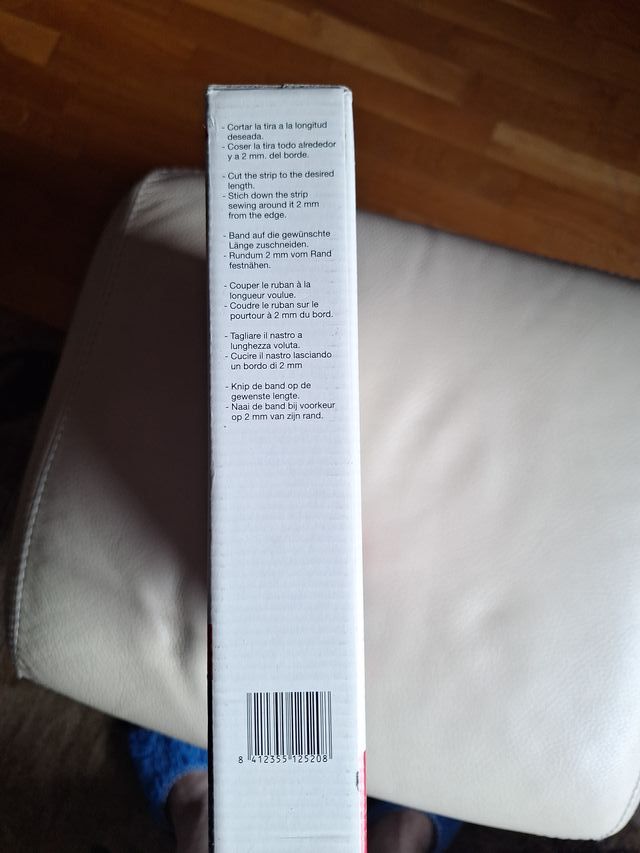 - Cortar la tira a la longitud
deseada.
- Coser la tira todo alrededor
y a 2 mm. del borde.
- Cut the strip to the desired
length.
- Stich down the strip
sewing around it 2 mm
from the edge.
- Band auf die gewünschte
Länge zuschneiden.
- Rundum 2 mm vom Rand
festnähen.
- Couper le ruban à la
longueur voulue.
- Coudre le ruban sur le
pourtour à 2 mm du bord.
- Tagliare il nastro a
lunghezza voluta.
- Cucire il nastro lasciando
un bordo di 2 mm
- Knip de band op de
gewenste lengte.
- Naai de band bij voorkeur
op 2 mm van zijn rand.
-
8 412355 125208